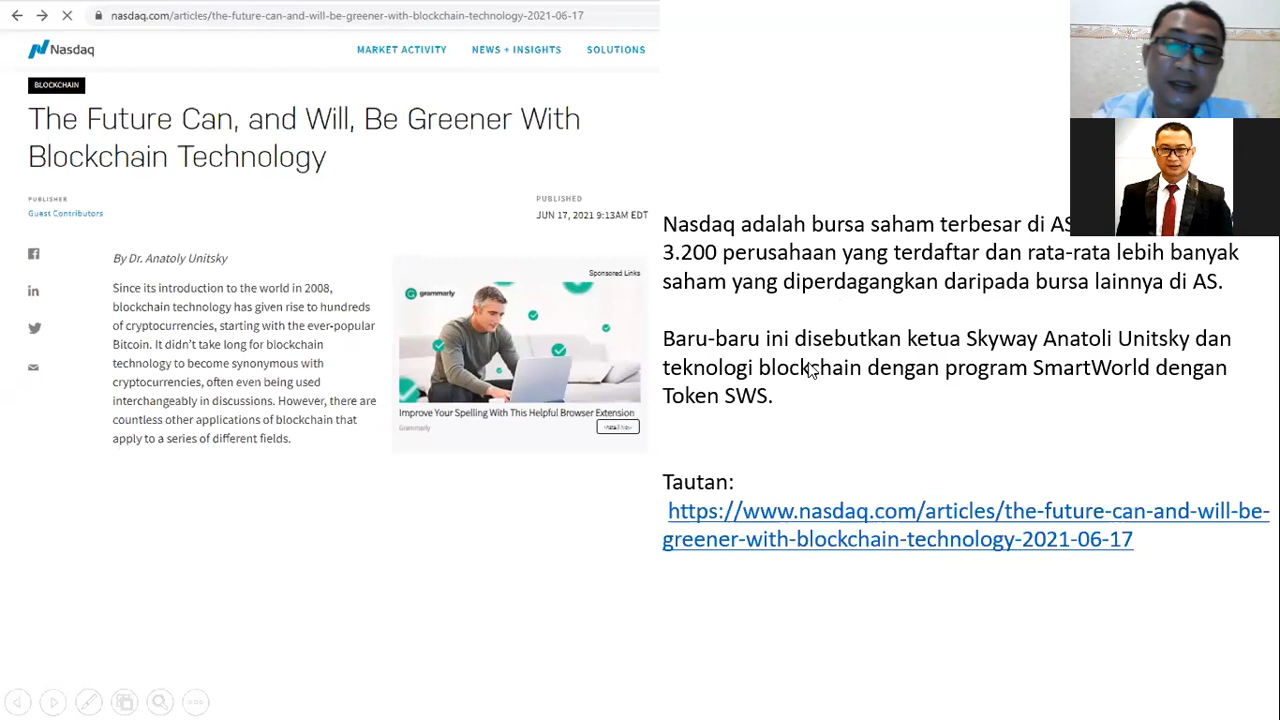 nasdaq.com/articles/the-future-can-and-will-be-greener-with-blockchain-technology-2021-06-17
Nasdaq
MARKET ACTIVITY NEWS + INSIGHTS SOLUTIONS
BLOCKCHAIN
The Future Can, and Will, Be Greener With
Blockchain Technology
PUBLISHER
Guest Contributors
PUBLISHED
JUN 17, 2021 9:13AM EDT
By Dr. Anatoly Unitsky
Since its introduction to the world in 2008,
blockchain technology has given rise to hundreds
of cryptocurrencies, starting with the ever-popular
Bitcoin. It didn't take long for blockchain
technology to become synonymous with
cryptocurrencies, often even being used
interchangeably in discussions. However, there are
countless other applications of blockchain that
apply to a series of different fields.
Sponsored Links
grammarly
Improve Your Spelling With This Helpful Browser Extension
Grammarly
Install Now
Nasdaq adalah bursa saham terbesar di AS
3.200 perusahaan yang terdaftar dan rata-rata lebih banyak
saham yang diperdagangkan daripada bursa lainnya di AS.
Baru-baru ini disebutkan ketua Skyway Anatoli Unitsky dan
teknologi blockchain dengan program SmartWorld dengan
Token SWS.
Tautan:
https://www.nasdaq.com/articles/the-future-can-and-will-be-
greener-with-blockchain-technology-2021-06-17